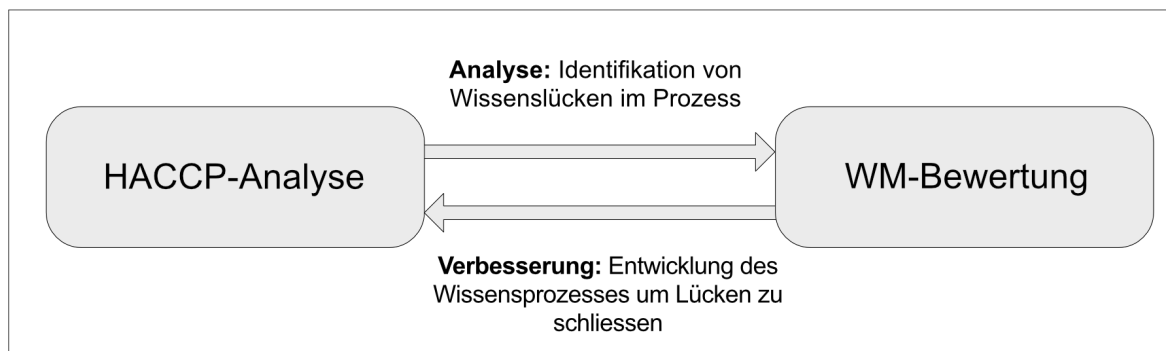 Analyse: Identifikation von
Wissenslücken im Prozess
HACCP-Analyse
WM-Bewertung
Verbesserung: Entwicklung des
Wissensprozesses um Lücken zu
schliessen